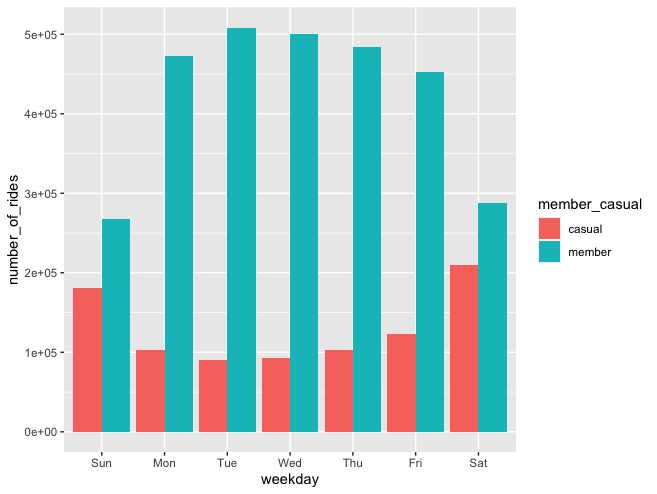 5e+05
4e+05
3e+05
2e+05
1e+05
0e+00
number_of_rides
Sun Mon Tue Wed Thu Fri Sat
weekday
member_casual
casual
member